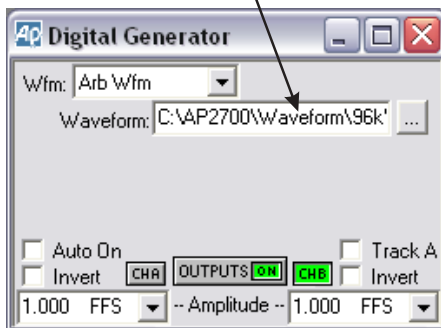 Ap Digital Generator
Wfm: Arb Wfm
Waveform: C:\AP2700\Waveform\96k' ...
Auto On Track A
Invert CHA OUTPUTS ON CHB Invert
1.000 FFS -- Amplitude -- 1.000 FFS